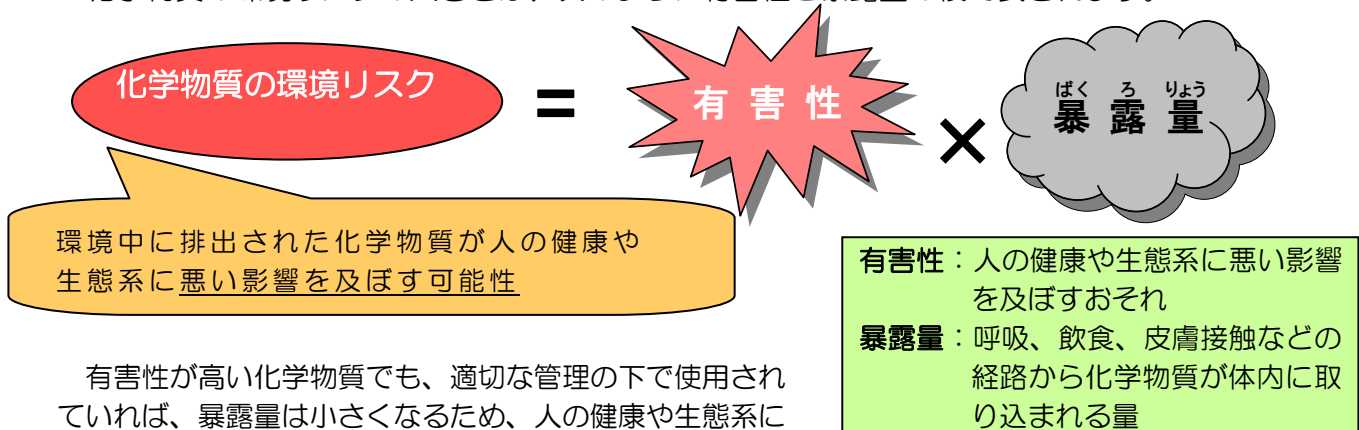 化学物質の環境リスク
=
有害性
×
ばく ろ りょう
暴露量
環境中に排出された化学物質が人の健康や
生態系に悪い影響を及ぼす可能性
有害性：人の健康や生態系に悪い影響
を及ぼすおそれ
暴露量：呼吸、飲食、皮膚接触などの
経路から化学物質が体内に取
り込まれる量
有害性が高い化学物質でも、適切な管理の下で使用され
ていれば、暴露量は小さくなるため、人の健康や生態系に